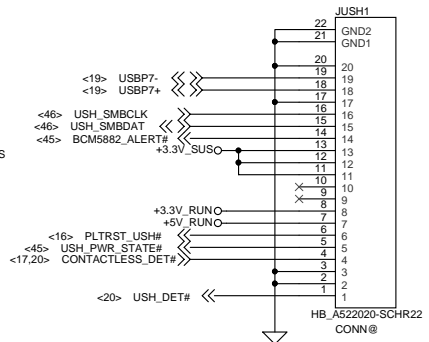 JUSH1
22 GND2
21 GND1
20 20
<19> USBP7- 19 19
<19> USBP7+ 18 18
17 17
<46> USH_SMBCLK 16 16
<46> USH_SMBDAT 15 15
<45> BCM5882_ALERT# 14 14
+3.3V_SUS 13 13
S
12 12
11 11
10 10
9 9
+3.3V_RUN 8 8
+5V_RUN 7 7
<16> PLTRST_USH# 6 6
<45> USH_PWR_STATE# 5 5
<17,20> CONTACTLESS_DET# 4 4
3 3
2 2
<20> USH_DET# 1 1
HB_A522020-SCHR22
CONN@